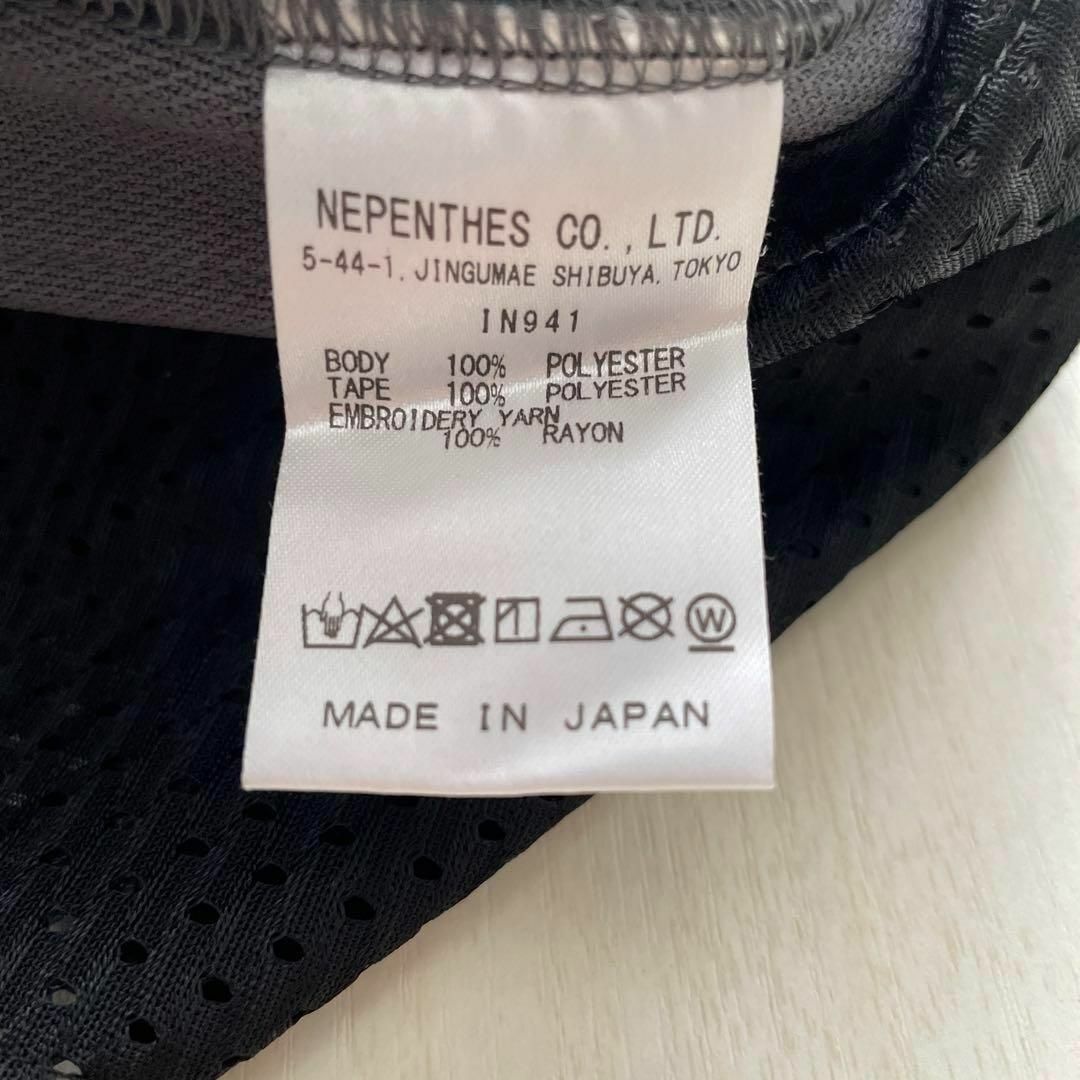 NEPENTHES CO., LTD.
5-44-1, JINGUMAE SHIBUYA, TOKYO
IN941
BODY 100% POLYESTER
TAPE 100% POLYESTER
EMBROIDERY YARN
100% RAYON
W
MADE IN JAPAN